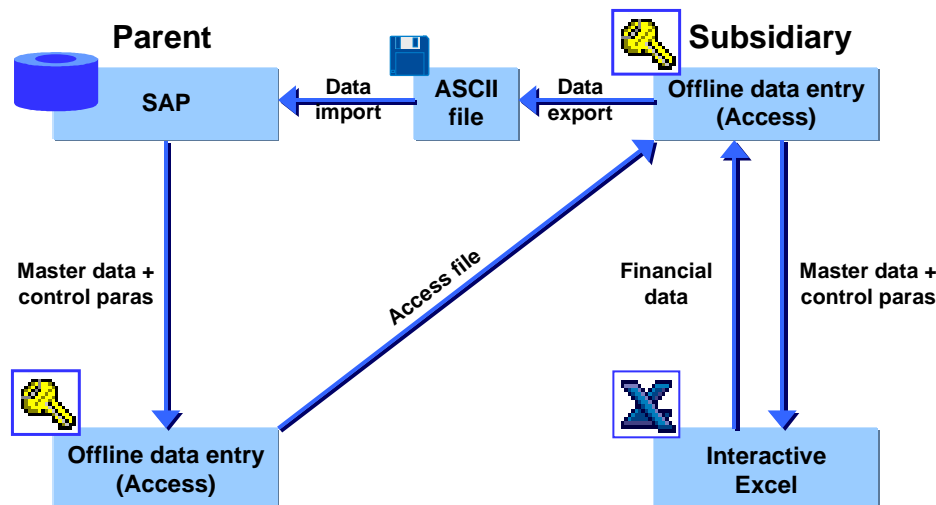 Parent
Subsidiary
SAP
Data
import
ASCII
file
Data
export
Offline data entry
(Access)
Master data +
control paras
Access file
Financial
data
Master data +
control paras
Offline data entry
(Access)
Interactive
Excel